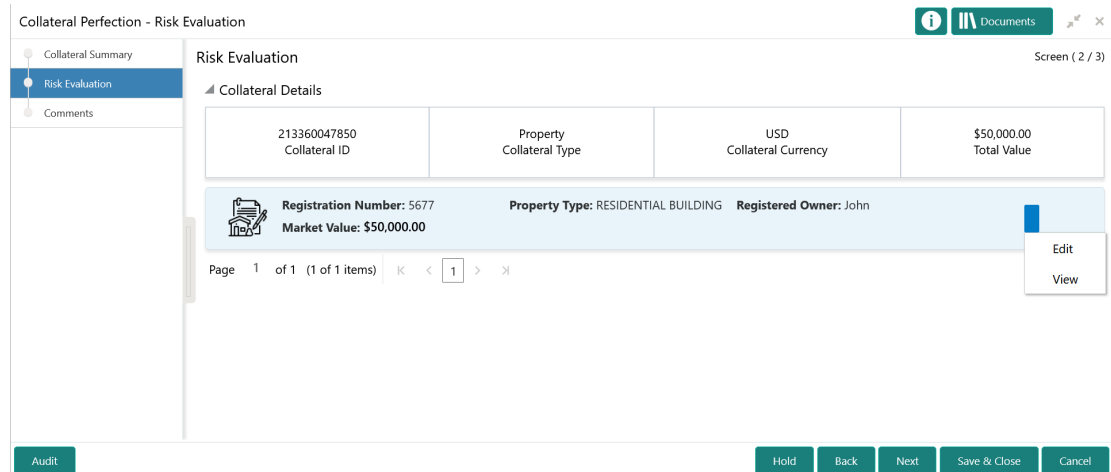 Collateral Perfection - Risk Evaluation
i Documents
Collateral Summary
Risk Evaluation
Comments
Risk Evaluation
Screen ( 2 / 3)
Collateral Details
213360047850
Collateral ID
Property
Collateral Type
USD
Collateral Currency
$50,000.00
Total Value
Registration Number: 5677 Property Type: RESIDENTIAL BUILDING Registered Owner: John
Market Value: $50,000.00
Edit
View
Page 1 of 1 (1 of 1 items) K < 1 > >|
Audit Hold Back Next Save & Close Cancel